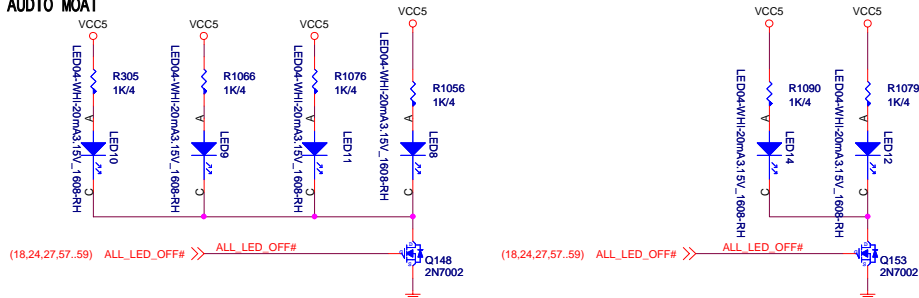 AUDIO MOAT
VCC5
VCC5
VCC5
VCC5
VCC5
VCC5
R305
1K/4
R1066
1K/4
R1076
1K/4
R1056
1K/4
R1090
1K/4
R1079
1K/4
LED04-WHI-20mA3.15V_1608-RH
LED04-WHI-20mA3.15V_1608-RH
LED04-WHI-20mA3.15V_1608-RH
LED04-WHI-20mA3.15V_1608-RH
LED04-WHI-20mA3.15V_1608-RH
LED04-WHI-20mA3.15V_1608-RH
A
A
A
A
A
A
LED10
LED9
LED11
LED8
LED14
LED12
C
C
C
C
C
C
(18,24,27,57..59) ALL_LED_OFF# ALL_LED_OFF#
Q148
2N7002
(18,24,27,57..59) ALL_LED_OFF# ALL_LED_OFF#
Q153
2N7002